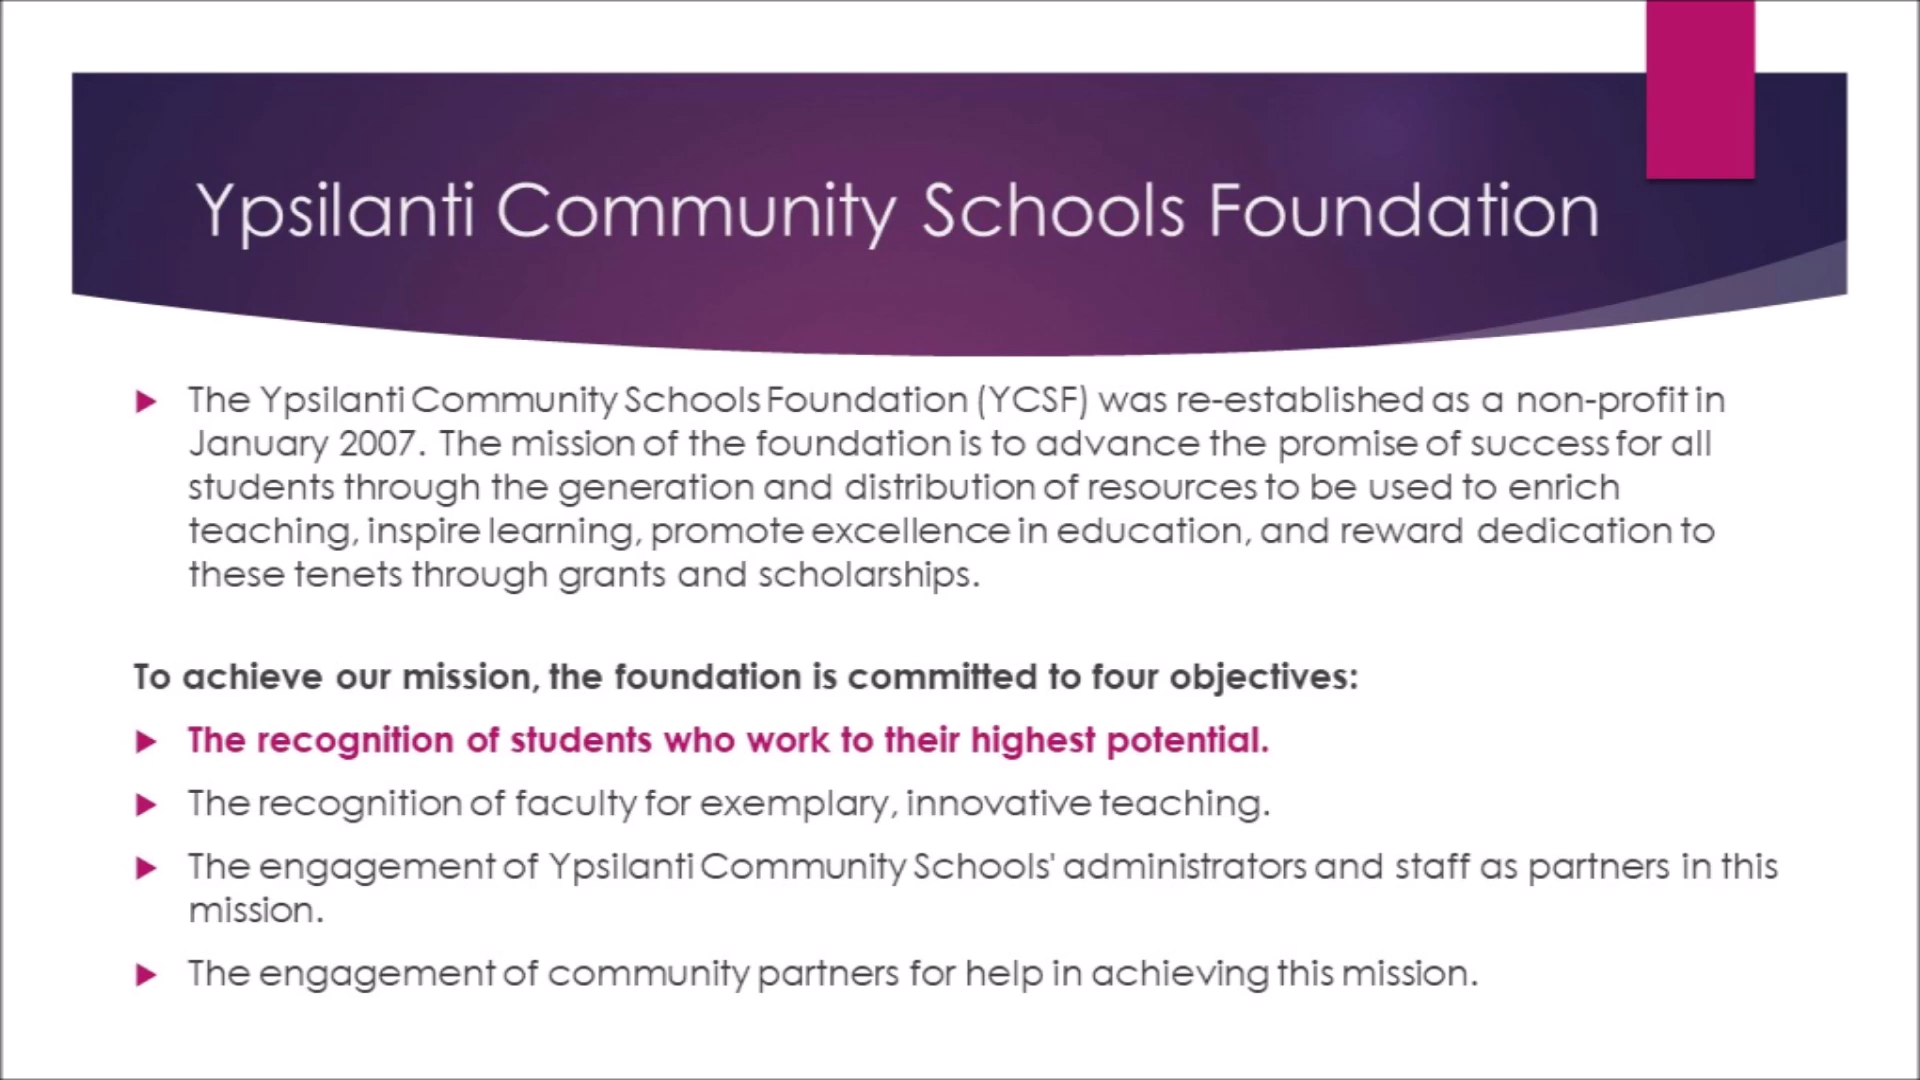 Ypsilanti Community Schools Foundation
The Ypsilanti Community Schools Foundation (YCSF) was re-established as a non-profit in
January 2007. The mission of the foundation is to advance the promise of success for all
students through the generation and distribution of resources to be used to enrich
teaching, inspire learning, promote excellence in education, and reward dedication to
these tenets through grants and scholarships.
To achieve our mission, the foundation is committed to four objectives:
The recognition of students who work to their highest potential.
The recognition of faculty for exemplary, innovative teaching.
The engagement of Ypsilanti Community Schools' administrators and staff as partners in this
mission.
The engagement of community partners for help in achieving this mission.